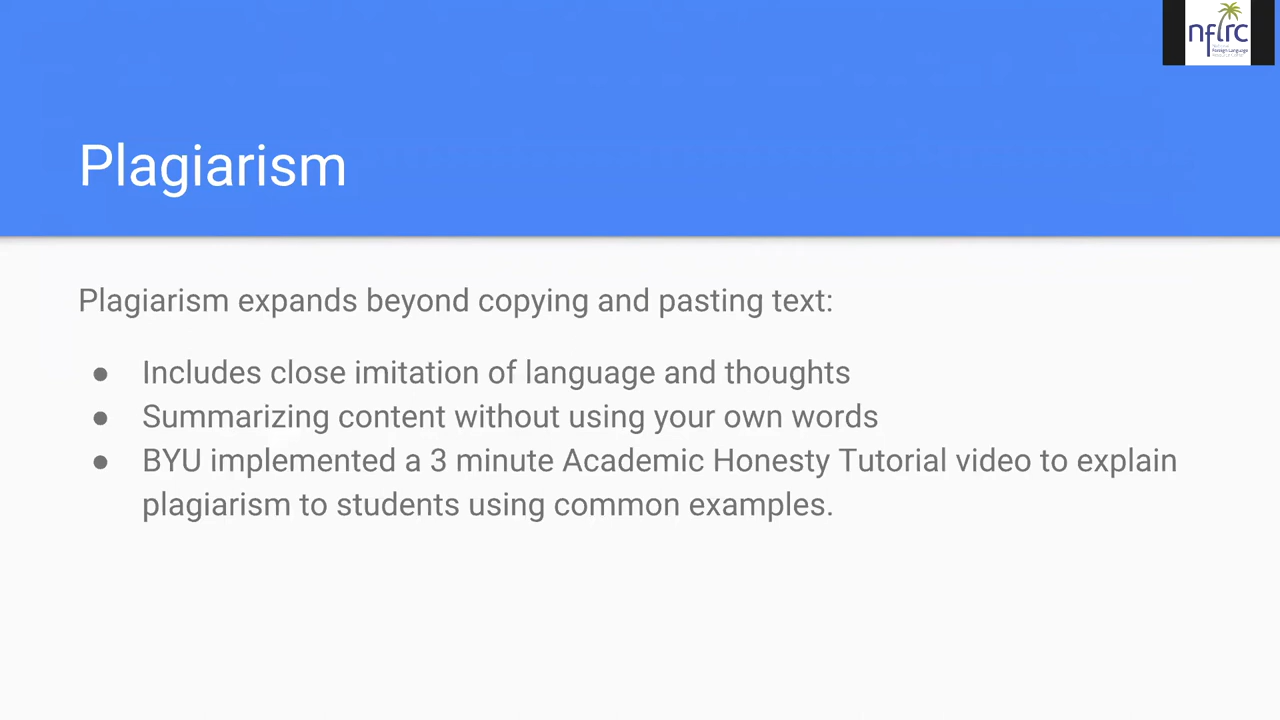 nflrc
Foreign Language
Plagiarism
Plagiarism expands beyond copying and pasting text:
● Includes close imitation of language and thoughts
● Summarizing content without using your own words
● BYU implemented a 3 minute Academic Honesty Tutorial video to explain
plagiarism to students using common examples.